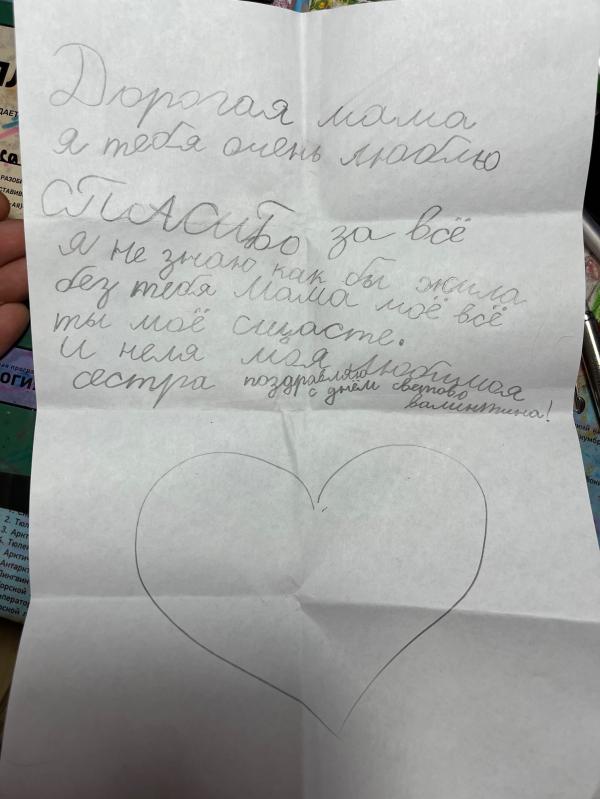 Дорогая мама
я тебя очень люблю
СПАСИБо за всё
Я не знаю как бы жила
без тебя мама моё всё
ты моё сщасте.
И неля моя любимая
сестра поздравляю
с днём светово
валинтина!